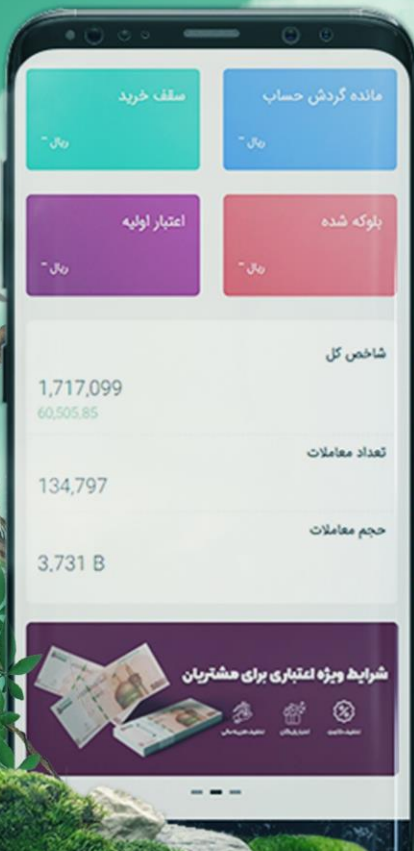 مانده گردش حساب
ریال -
سقف خرید
ریال -
بلوکه شده
ریال -
اعتبار اولیه
ریال -
شاخص کل
1,717,099
60,505.85
تعداد معاملات
134,797
حجم معاملات
3,731 B
شرایط ویژه اعتباری برای مشتریان